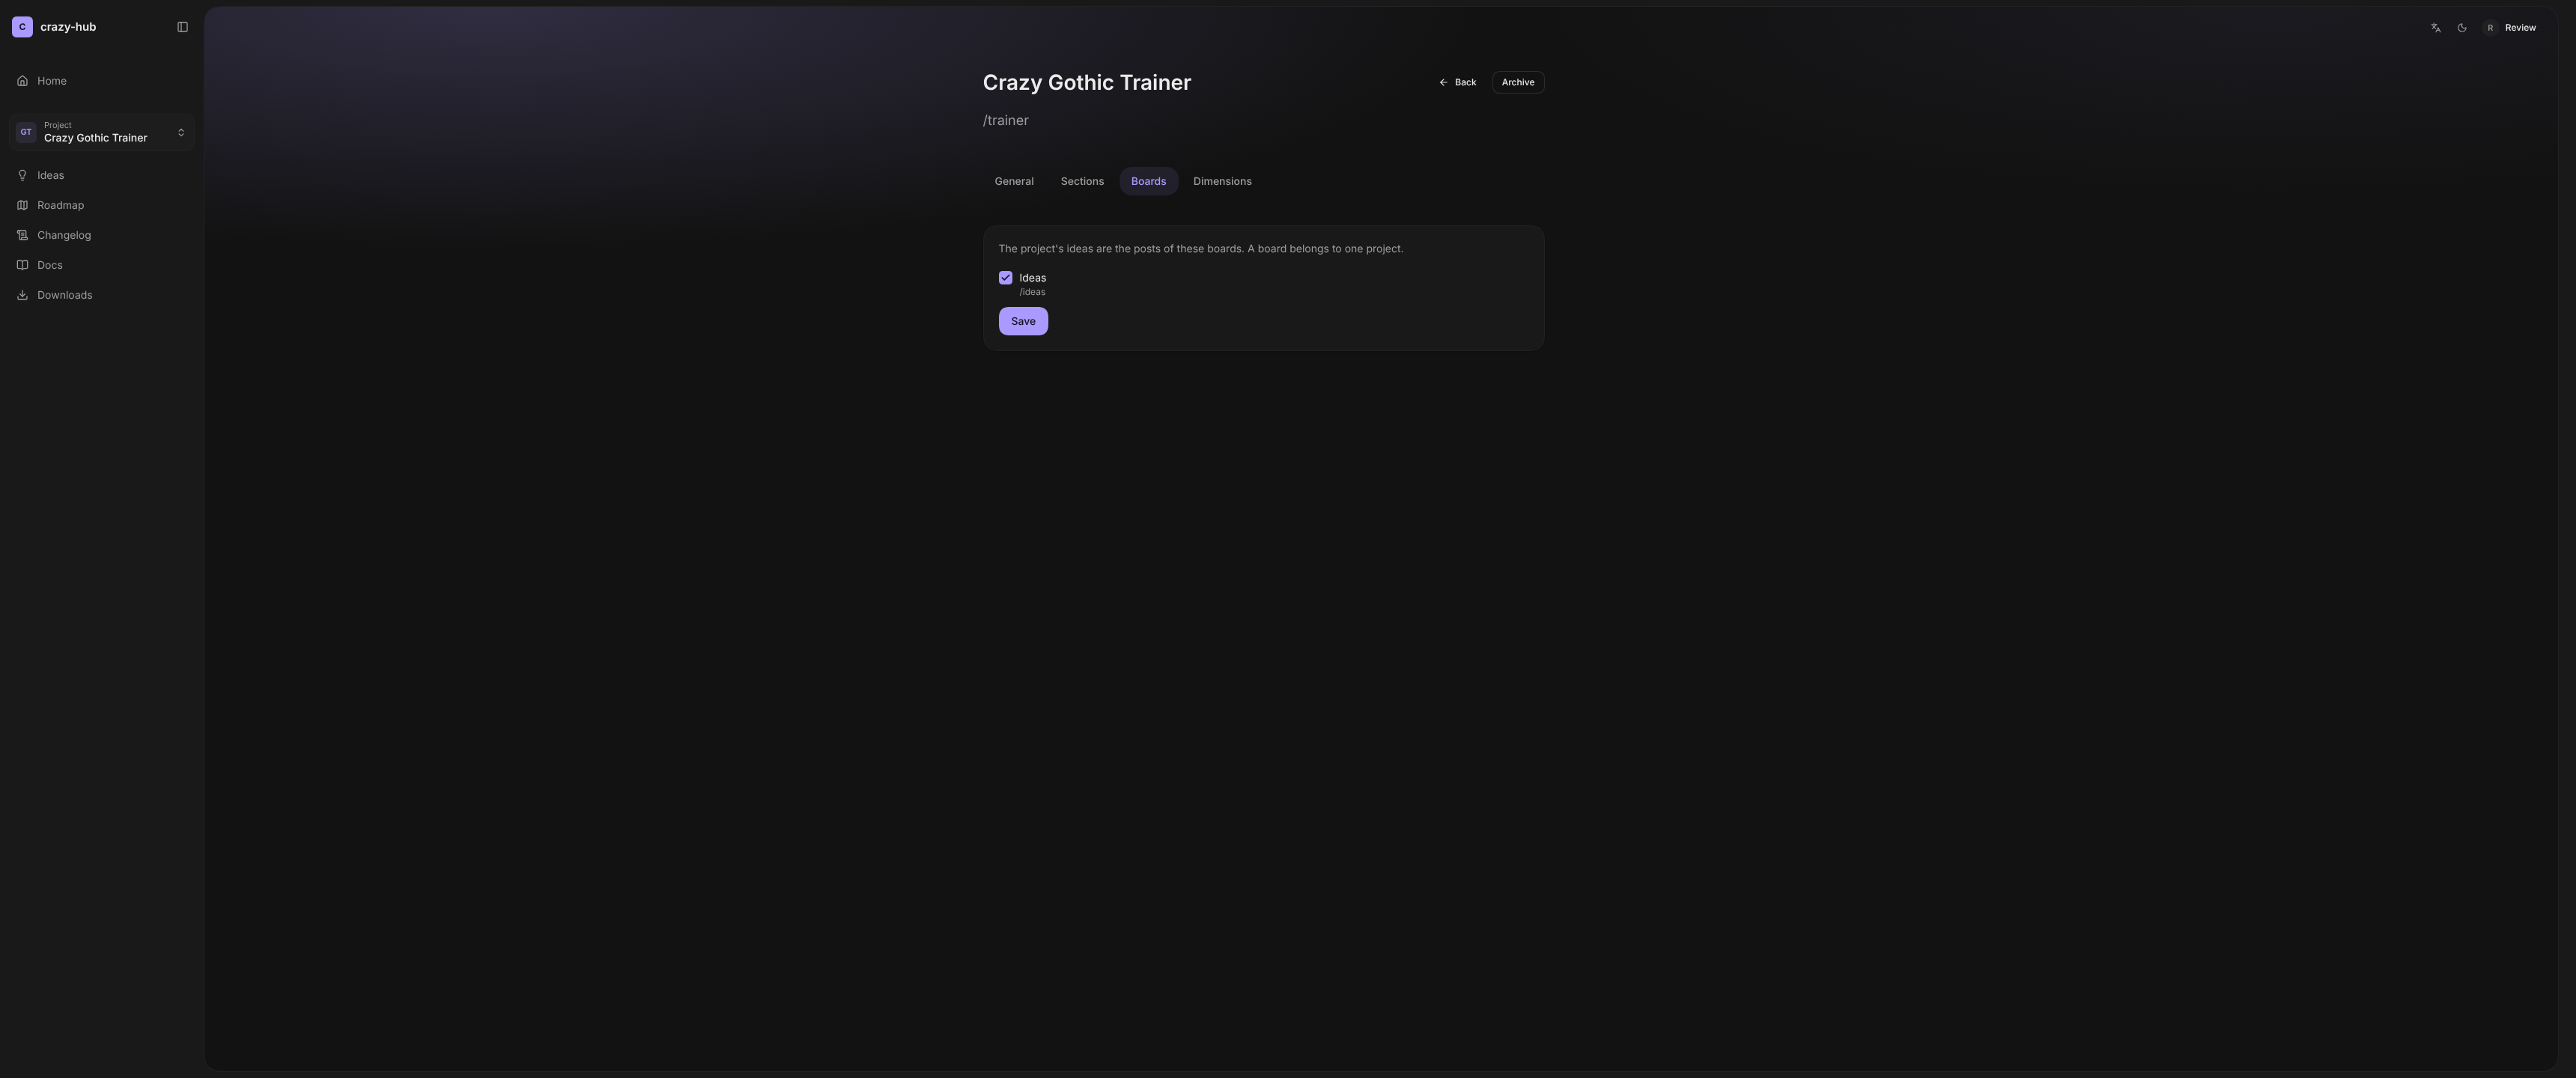 C crazy-hub
Home
GT Project
Crazy Gothic Trainer
Ideas
Roadmap
Changelog
Docs
Downloads
R Review
Crazy Gothic Trainer
Back
Archive
/trainer
General Sections Boards Dimensions
The project's ideas are the posts of these boards. A board belongs to one project.
Ideas
/ideas
Save